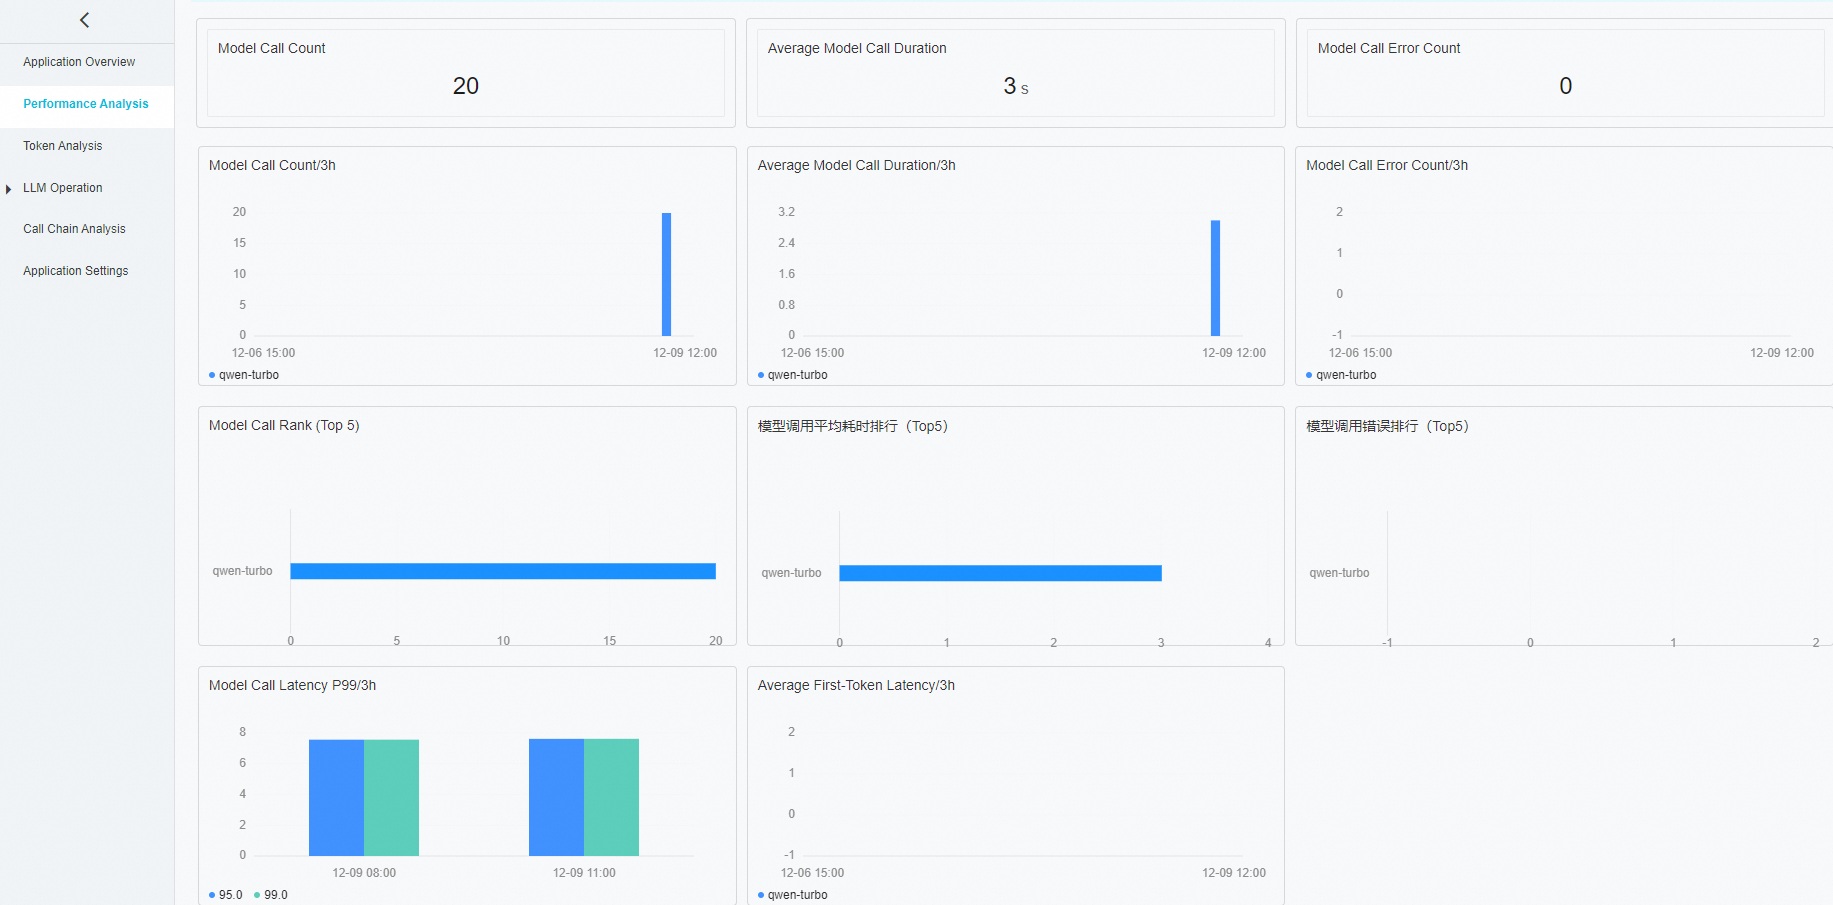 Application Overview
Performance Analysis
Token Analysis
LLM Operation
Call Chain Analysis
Application Settings
Model Call Count
20
Average Model Call Duration
3 s
Model Call Error Count
0
Model Call Count/3h
20
15
10
5
0
12-06 15:00
12-09 12:00
qwen-turbo
Average Model Call Duration/3h
3.2
2.4
1.6
0.8
0
12-06 15:00
12-09 12:00
qwen-turbo
Model Call Error Count/3h
2
1
0
-1
12-06 15:00
12-09 12:00
qwen-turbo
Model Call Rank (Top 5)
qwen-turbo
0 5 10 15 20
模型调用平均耗时排行（Top5）
qwen-turbo
0 1 2 3 4
模型调用错误排行（Top5）
qwen-turbo
-1 0 1 2
Model Call Latency P99/3h
8
6
4
2
0
12-09 08:00
12-09 11:00
95.0 99.0
Average First-Token Latency/3h
2
1
0
-1
12-06 15:00
12-09 12:00
qwen-turbo